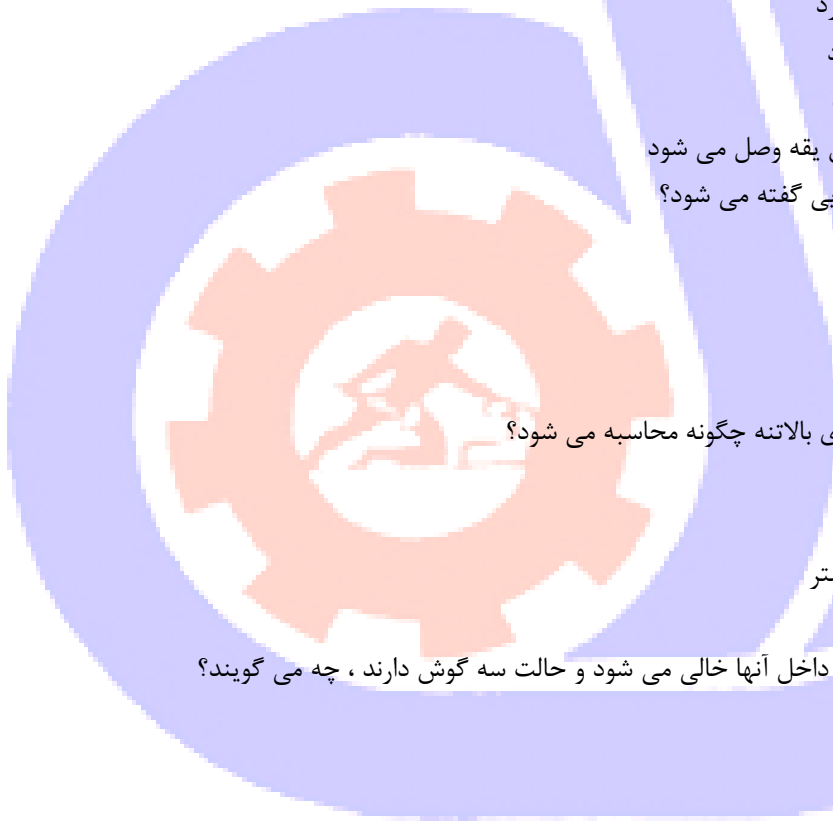 یقه وصل می شود
گفته می شود؟
بالاتنه چگونه محاسبه می شود؟
داخل آنها خالی می شود و حالت سه گوش دارند ، چه می گویند؟